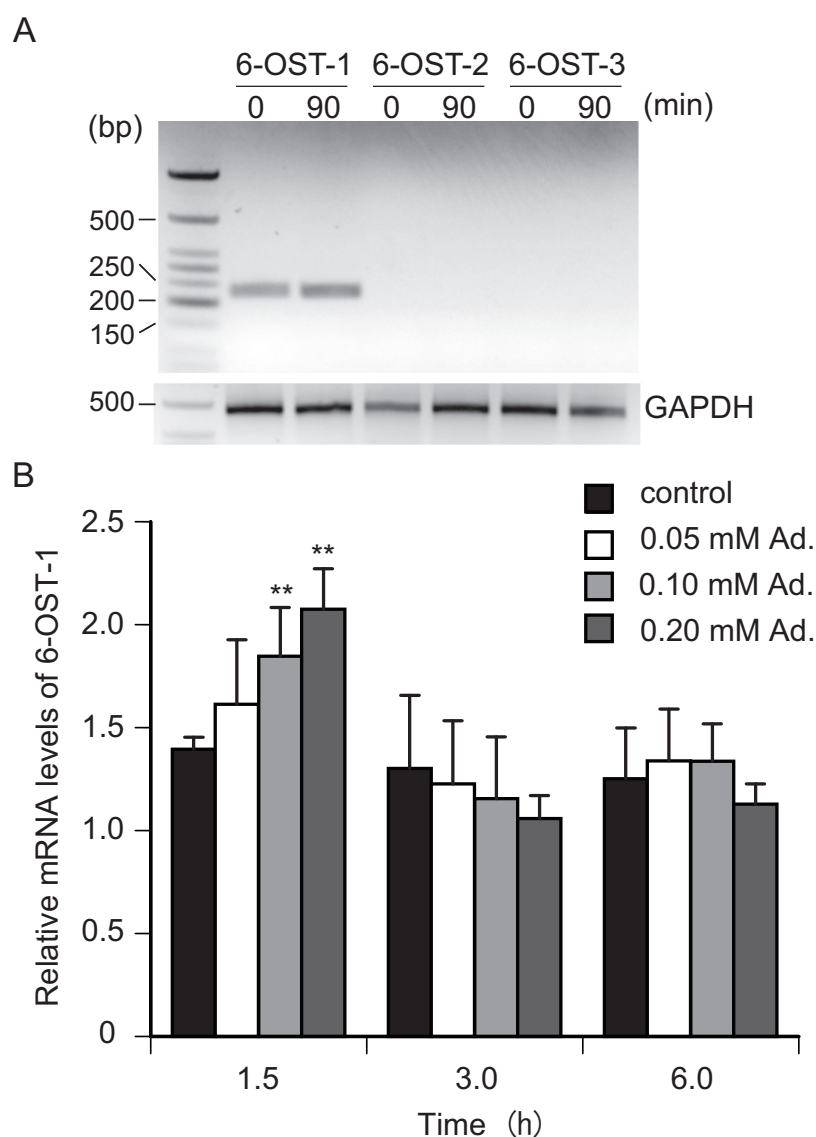 A
6-OST-1 6-OST-2 6-OST-3
0 90 0 90 0 90 (min)
(bp)
500
250
200
150
500 GAPDH
B
control
0.05 mM Ad.
0.10 mM Ad.
0.20 mM Ad.
Relative mRNA levels of 6-OST-1
2.5
2.0
1.5
1.0
0.5
0
** **
1.5 3.0 6.0
Time (h)